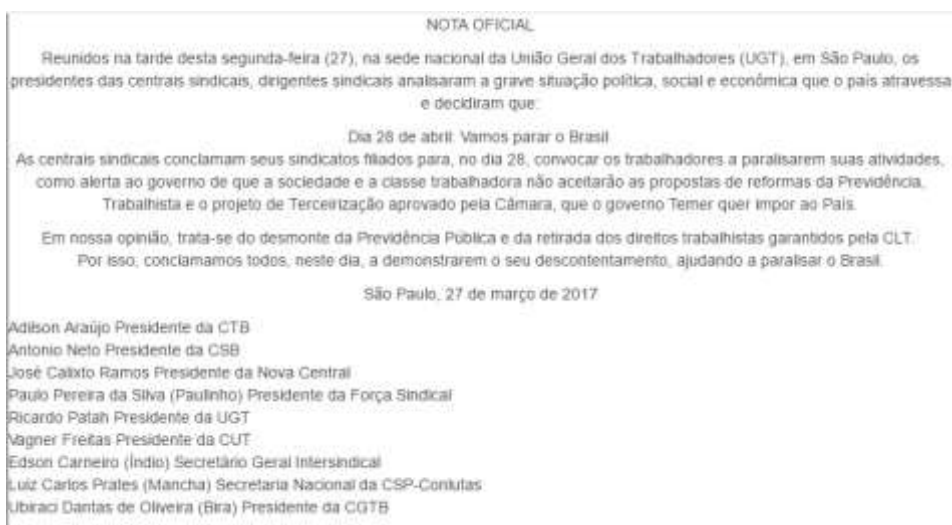 NOTA OFICIAL
Reunidos na tarde desta segunda-feira (27), na sede nacional da União Geral dos Trabalhadores (UGT), em São Paulo, os
presidentes das centrais sindicais, dirigentes sindicais analisaram a grave situação política, social e econômica que o país atravessa
e decidiram que:
Dia 28 de abril: Vamos parar o Brasil
As centrais sindicais conclamam seus sindicatos filiados para, no dia 28, convocar os trabalhadores a paralisarem suas atividades,
como alerta ao governo de que a sociedade e a classe trabalhadora não aceitarão as propostas de reformas da Previdência,
Trabalhista e o projeto de Terceirização aprovado pela Câmara, que o governo Temer quer impor ao País.
Em nossa opinião, trata-se do desmonte da Previdência Pública e da retirada dos direitos trabalhistas garantidos pela CLT.
Por isso, conclamamos todos, neste dia, a demonstrarem o seu descontentamento, ajudando a paralisar o Brasil.
São Paulo, 27 de março de 2017
Adilson Araújo Presidente da CTB
Antonio Neto Presidente da CSB
José Calixto Ramos Presidente da Nova Central
Paulo Pereira da Silva (Paulinho) Presidente da Força Sindical
Ricardo Patah Presidente da UGT
Vagner Freitas Presidente da CUT
Edson Carneiro (Índio) Secretário Geral Intersindical
Luiz Carlos Prates (Mancha) Secretaria Nacional da CSP-Conlutas
Ubiraci Dantas de Oliveira (Bira) Presidente da CGTB